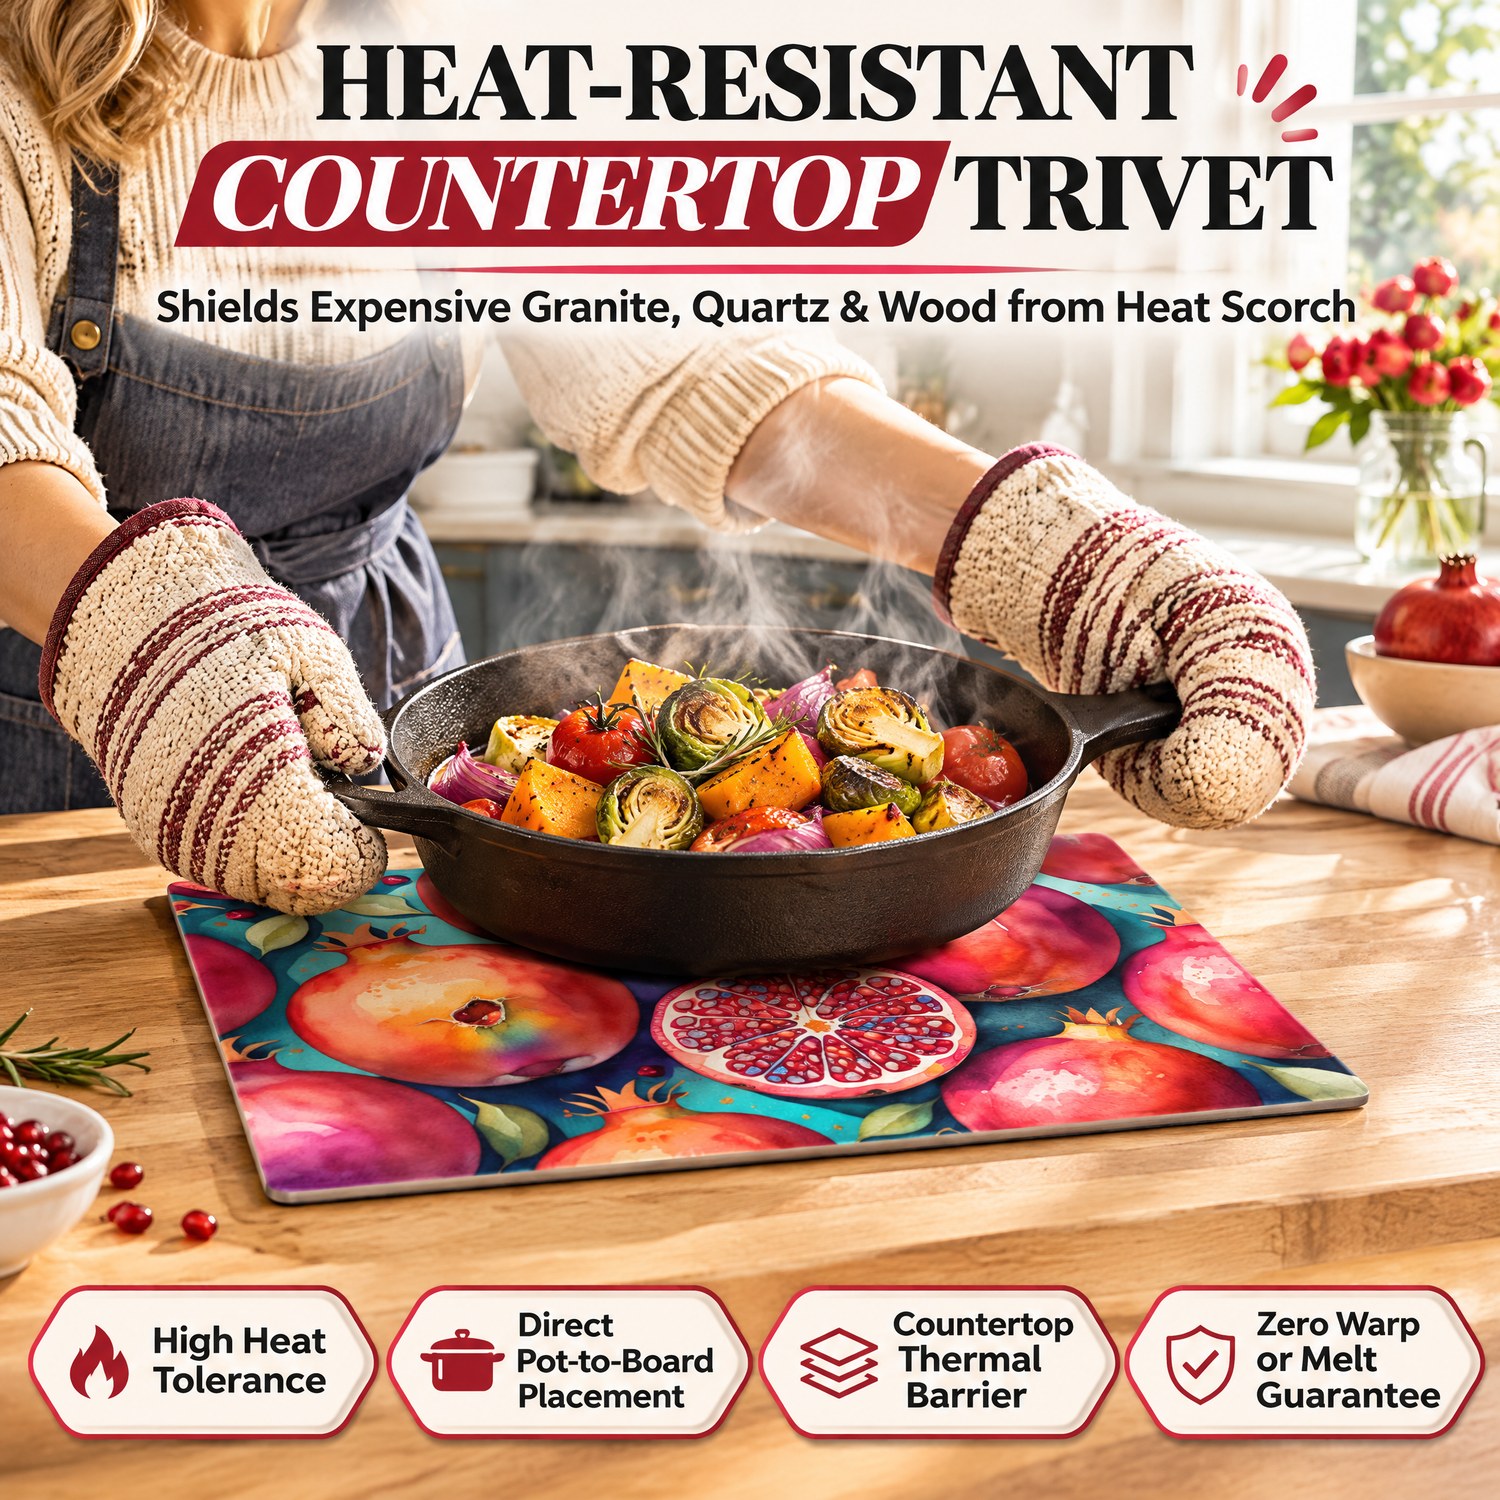 HEAT-RESISTANT
COUNTERTOP TRIVET
Shields Expensive Granite, Quartz & Wood from Heat Scorch
High Heat
Tolerance
Direct
Pot-to-Board
Placement
Countertop
Thermal
Barrier
Zero Warp
or Melt
Guarantee